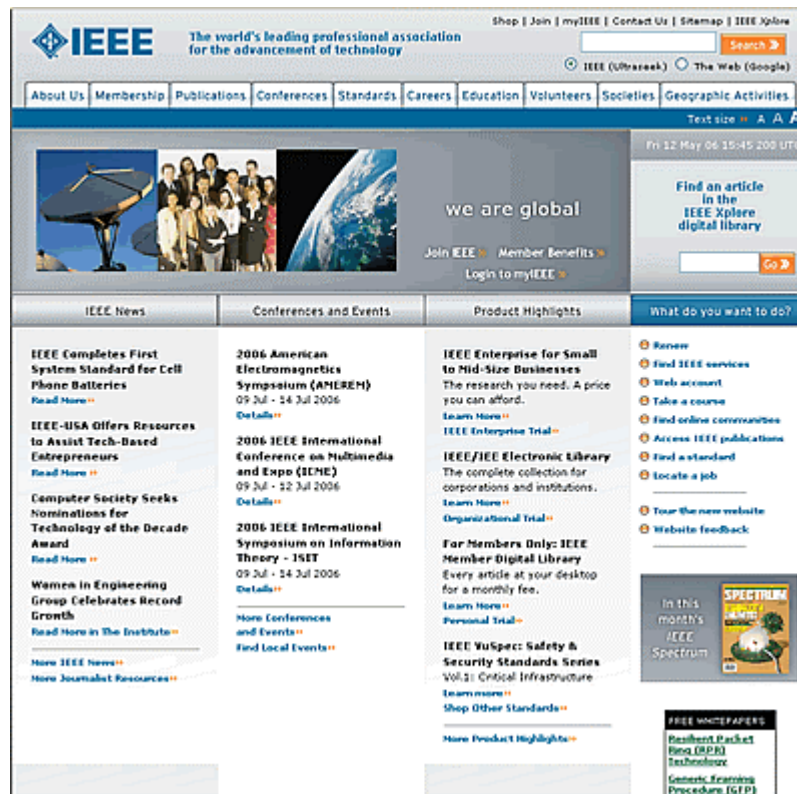 Shop | Join | myIEEE | Contact Us | Sitemap | IEEE Xplore
IEEE
The world's leading professional association
for the advancement of technology
Search
IEEE (Ultraseek) The Web (Google)
About Us Membership Publications Conferences Standards Careers Education Volunteers Societies Geographic Activities
Text size » A A A
Fri 12 May 06 15:45 200 UTC
Find an article
in the
IEEE Xplore
digital library
Go
we are global
Join IEEE » Member Benefits »
Login to myIEEE »
IEEE News
IEEE Completes First
System Standard for Cell
Phone Batteries
Read More »
IEEE-USA Offers Resources
to Assist Tech-Based
Entrepreneurs
Read More »
Computer Society Seeks
Nominations for
Technology of the Decade
Award
Read More »
Women in Engineering
Group Celebrates Record
Growth
Read More in The Institute »
More IEEE News »
More Journalist Resources »
Conferences and Events
2006 American
Electromagnetics
Symposium (AMEREM)
09 Jul - 14 Jul 2006
Details »
2006 IEEE International
Conference on Multimedia
and Expo (ICME)
09 Jul - 12 Jul 2006
Details »
2006 IEEE International
Symposium on Information
Theory - ISIT
09 Jul - 14 Jul 2006
Details »
More Conferences
and Events »
Find Local Events »
Product Highlights
IEEE Enterprise for Small
to Mid-Size Businesses
The research you need. A price
you can afford.
Learn More »
IEEE Enterprise Trial »
IEEE/IEE Electronic Library
The complete collection for
corporations and institutions.
Learn More »
Organizational Trial »
For Members Only: IEEE
Member Digital Library
Every article at your desktop
for a monthly fee.
Learn More »
Personal Trial »
IEEE VuSpec: Safety &
Security Standards Series
Vol.1: Critical Infrastructure
Learn more »
Shop Other Standards »
More Product Highlights »
What do you want to do?
Renew
Find IEEE services
Web account
Take a course
Find online communities
Access IEEE publications
Find a standard
Locate a job
Tour the new website
Website feedback
In this
month's
IEEE
Spectrum
SPECTRUM
FREE WHITEPAPERS
Resilient Packet
Ring (RPR)
Technology
Generic Framing
Procedure (GFP)